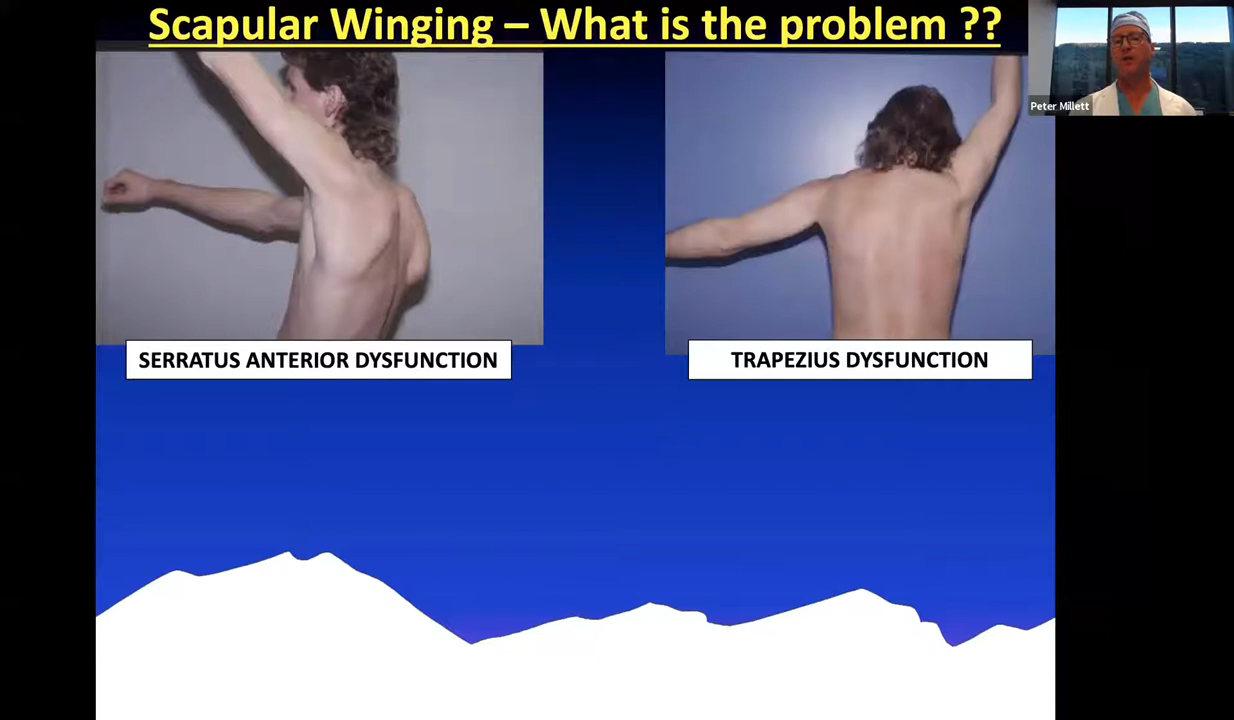 Scapular Winging – What is the problem ??
Peter Millett
SERRATUS ANTERIOR DYSFUNCTION
TRAPEZIUS DYSFUNCTION